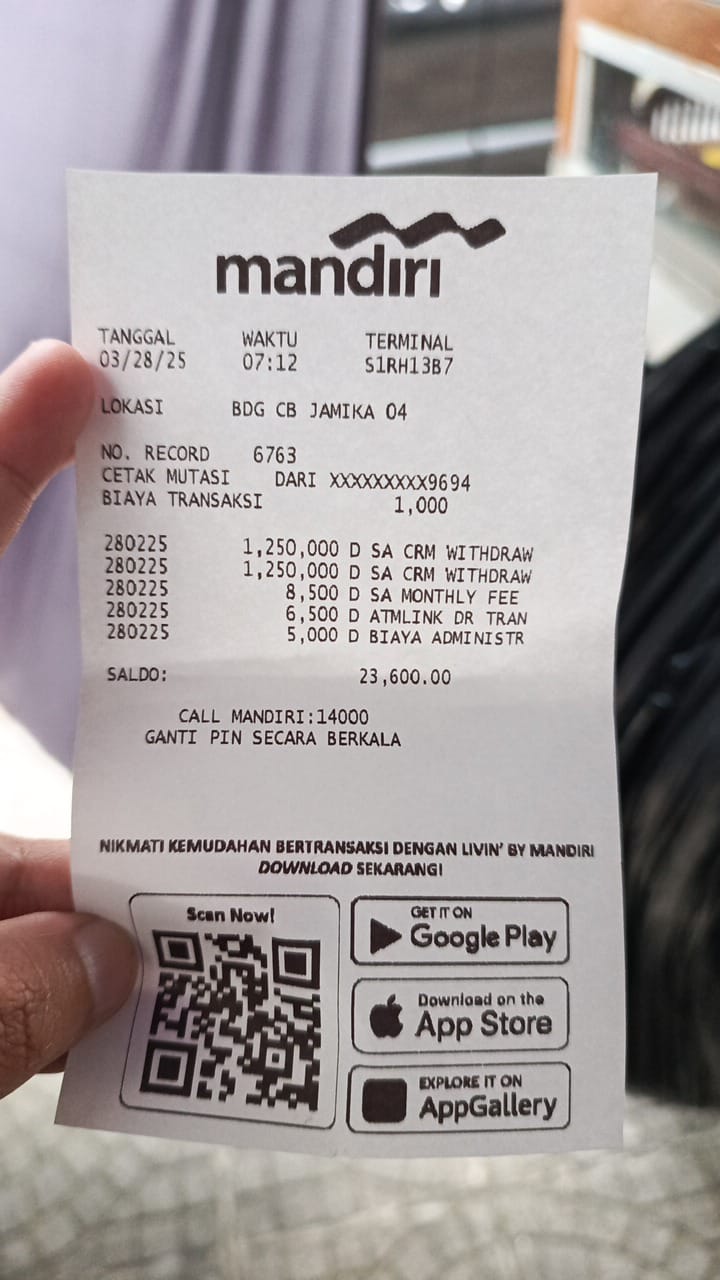 mandiri
TANGGAL WAKTU TERMINAL
03/28/25 07:12 S1RH13B7
LOKASI BDG CB JAMIKA 04
NO. RECORD 6763
CETAK MUTASI DARI XXXXXXXXX9694
BIAYA TRANSAKSI 1,000
280225 1,250,000 D SA CRM WITHDRAW
280225 1,250,000 D SA CRM WITHDRAW
280225 8,500 D SA MONTHLY FEE
280225 6,500 D ATMLINK DR TRAN
280225 5,000 D BIAYA ADMINISTR
SALDO: 23,600.00
CALL MANDIRI:14000
GANTI PIN SECARA BERKALA
NIKMATI KEMUDAHAN BERTRANSAKSI DENGAN LIVIN' BY MANDIRI
DOWNLOAD SEKARANG!
Scan Now!
GET IT ON
Google Play
Download on the
App Store
EXPLORE IT ON
AppGallery